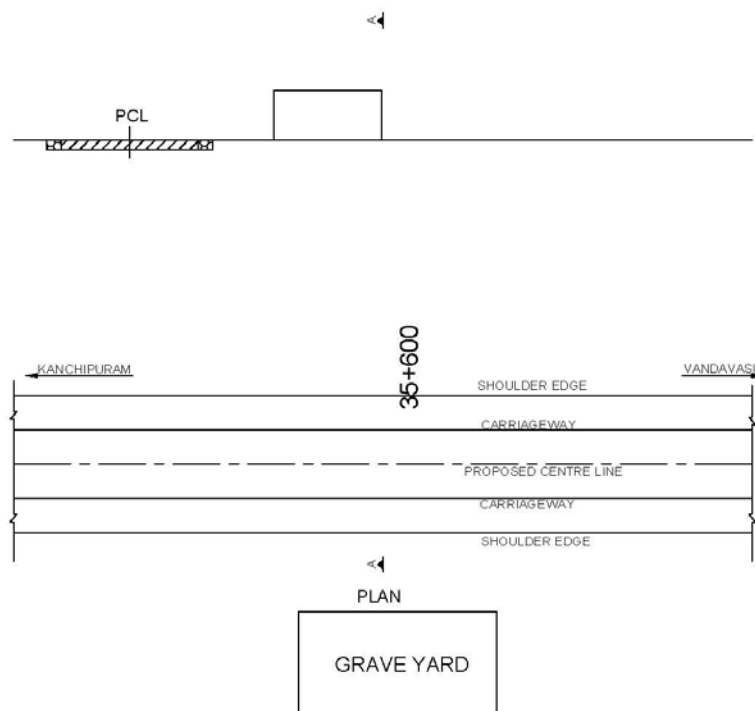 A
PCL
35+600
KANCHIPURAM
VANDAVASI
SHOULDER EDGE
CARRIAGEWAY
PROPOSED CENTRE LINE
CARRIAGEWAY
SHOULDER EDGE
A
PLAN
GRAVE YARD